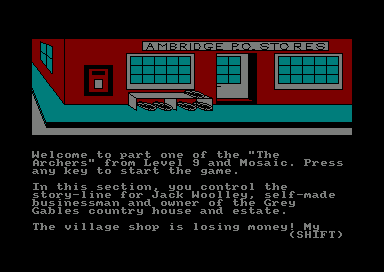 AMBRIDGE P.O. STORES
Welcome to part one of the "The
Archers" from Level 9 and Mosaic. Press
any key to start the game.
In this section, you control the
story-line for Jack Woolley, self-made
businessman and owner of the Grey
Gables country house and estate.
The village shop is losing money! My
(SHIFT)